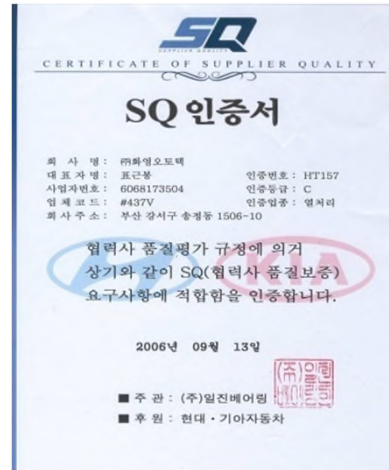 SQ
SUPPLIER QUALITY
CERTIFICATE OF SUPPLIER QUALITY
SQ 인증서
회 사 명 : ㈜화영오토텍
대 표 자 명 : 표근봉 인증번호 : HT157
사업자번호 : 6068173504 인증등급 : C
업 체 코 드 : #437V 인증업종 : 열처리
회 사 주 소 : 부산 강서구 송정동 1506-10
협력사 품질평가 규정에 의거
상기와 같이 SQ(협력사 품질보증)
요구사항에 적합함을 인증합니다.
KIA
2006년 09월 13일
■ 주 관 : (주)일진베어링
■ 후 원 : 현대・기아자동차